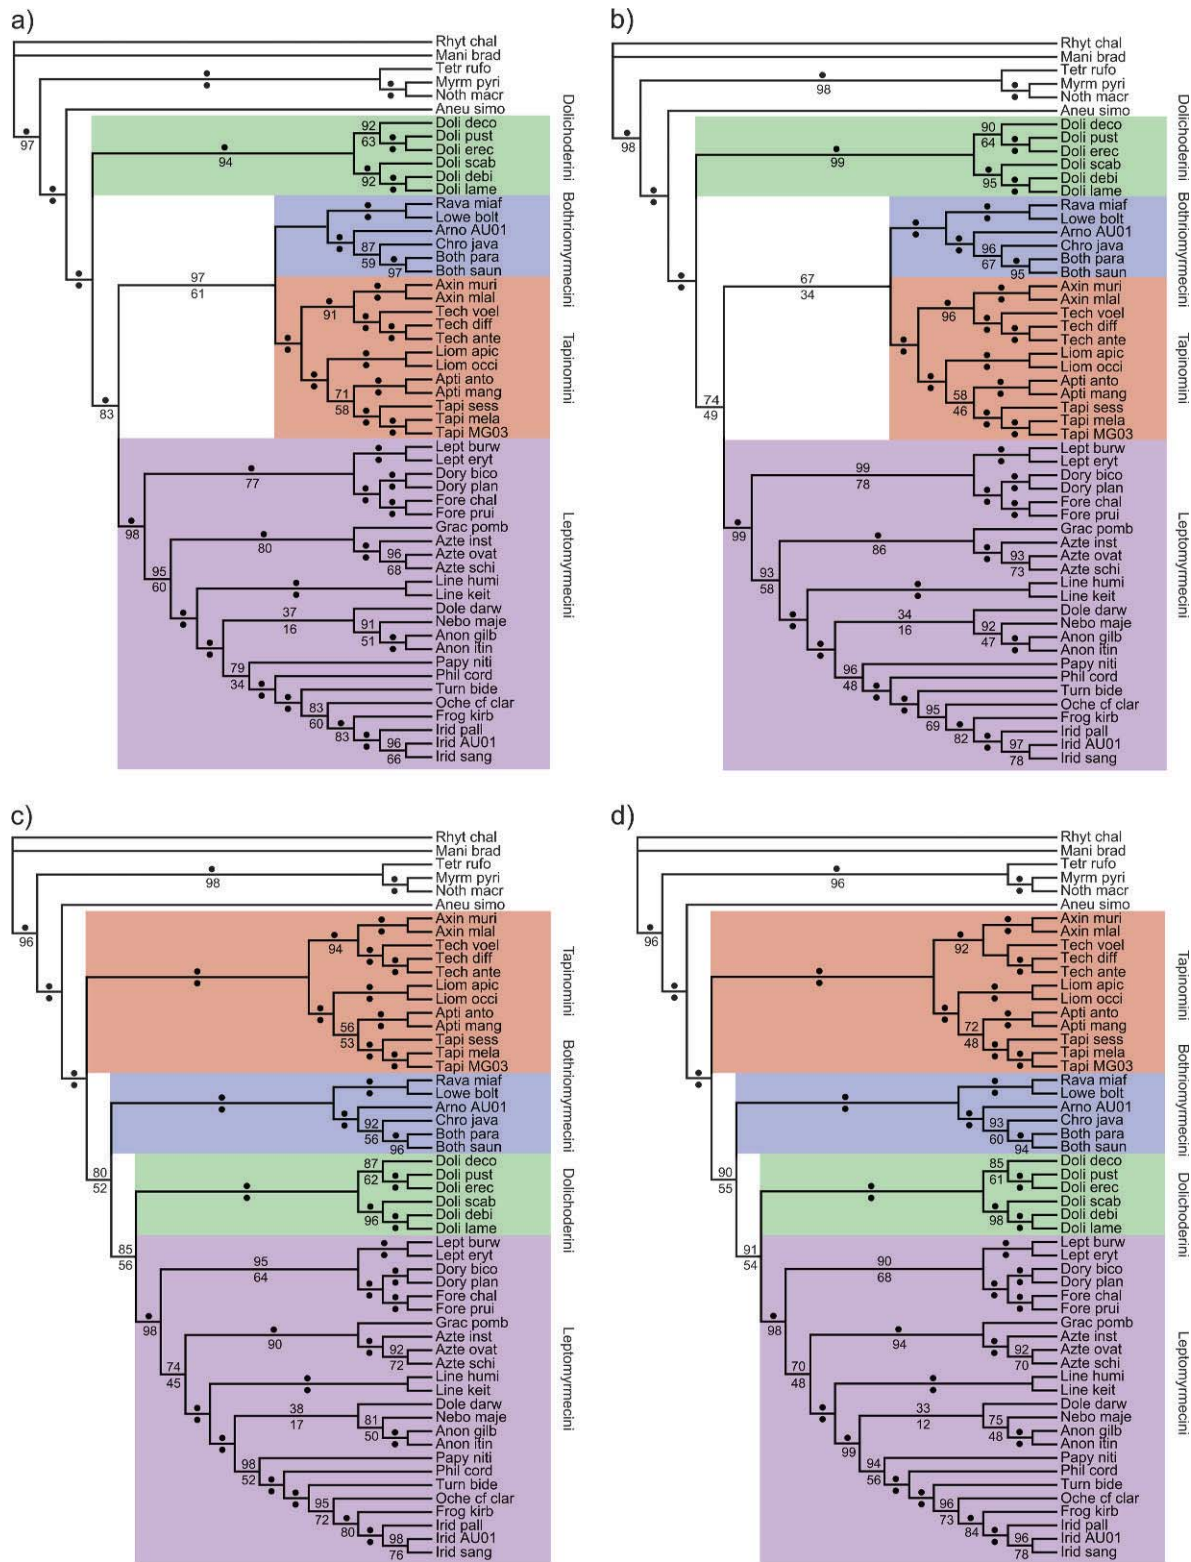 a)
Rhyt chal
Mani brad
Tetr rufo
Myrm pyri
Noth macr
97
Aneu simo
Doli deco
92
Doli pust
63
Doli erec
94
Doli scab
Doli debi
92
Doli lame
Rava miaf
Lowe bolt
Arno AU01
87
Chro java
59
Both para
97
Both saun
97
61
Axin muri
Axin mlal
91
Tech voel
Tech diff
Tech ante
Liom apic
Liom occi
Apti anto
71
Apti mang
58
Tapi sess
Tapi mela
Tapi MG03
83
Lept burw
Lept eryt
77
Dory bico
Dory plan
Fore chal
Fore prui
98
Grac pomb
80
Azte inst
96
Azte ovat
68
Azte schi
95
60
Line humi
Line keit
37
16
Dole darw
91
Nebo maje
51
Anon gilb
Anon itin
79
34
Papy niti
Phil cord
Turn bide
83
60
Oche cf clar
83
Frog kirb
Irid pall
96
Irid AU01
66
Irid sang
Dolichoderini
Bothriomyrmecini
Tapinomini
Leptomyrmecini
b)
Rhyt chal
Mani brad
98
Tetr rufo
Myrm pyri
Noth macr
98
Aneu simo
Doli deco
90
Doli pust
64
Doli erec
99
Doli scab
Doli debi
95
Doli lame
Rava miaf
Lowe bolt
Arno AU01
96
Chro java
67
Both para
95
Both saun
67
34
Axin muri
Axin mlal
96
Tech voel
Tech diff
Tech ante
Liom apic
Liom occi
Apti anto
58
Apti mang
46
Tapi sess
Tapi mela
Tapi MG03
74
49
Lept burw
Lept eryt
99
78
Dory bico
Dory plan
Fore chal
Fore prui
99
Grac pomb
86
Azte inst
93
Azte ovat
73
Azte schi
93
58
Line humi
Line keit
34
16
Dole darw
92
Nebo maje
47
Anon gilb
Anon itin
96
48
Papy niti
Phil cord
Turn bide
95
69
Oche cf clar
82
Frog kirb
Irid pall
97
Irid AU01
78
Irid sang
Dolichoderini
Bothriomyrmecini
Tapinomini
Leptomyrmecini
c)
Rhyt chal
Mani brad
98
Tetr rufo
Myrm pyri
Noth macr
96
Aneu simo
Axin muri
Axin mlal
94
Tech voel
Tech diff
Tech ante
Liom apic
Liom occi
Apti anto
56
Apti mang
53
Tapi sess
Tapi mela
Tapi MG03
Rava miaf
Lowe bolt
Arno AU01
92
Chro java
56
Both para
96
Both saun
80
52
Doli deco
87
Doli pust
62
Doli erec
Doli scab
Doli debi
96
Doli lame
85
56
Lept burw
Lept eryt
95
64
Dory bico
Dory plan
Fore chal
Fore prui
98
Grac pomb
90
Azte inst
92
Azte ovat
72
Azte schi
74
45
Line humi
Line keit
38
17
Dole darw
81
Nebo maje
50
Anon gilb
Anon itin
98
52
Papy niti
Phil cord
Turn bide
95
72
Oche cf clar
80
Frog kirb
Irid pall
98
Irid AU01
76
Irid sang
Tapinomini
Bothriomyrmecini
Dolichoderini
Leptomyrmecini
d)
Rhyt chal
Mani brad
96
Tetr rufo
Myrm pyri
Noth macr
96
Aneu simo
Axin muri
Axin mlal
92
Tech voel
Tech diff
Tech ante
Liom apic
Liom occi
Apti anto
72
Apti mang
48
Tapi sess
Tapi mela
Tapi MG03
Rava miaf
Lowe bolt
Arno AU01
93
Chro java
60
Both para
94
Both saun
90
55
Doli deco
85
Doli pust
61
Doli erec
Doli scab
Doli debi
98
Doli lame
91
54
Lept burw
Lept eryt
90
68
Dory bico
Dory plan
Fore chal
Fore prui
98
Grac pomb
94
Azte inst
92
Azte ovat
70
Azte schi
70
48
Line humi
Line keit
33
12
Dole darw
75
Nebo maje
48
Anon gilb
Anon itin
99
94
56
Papy niti
Phil cord
Turn bide
96
73
Oche cf clar
84
Frog kirb
Irid pall
96
Irid AU01
78
Irid sang
Tapinomini
Bothriomyrmecini
Dolichoderini
Leptomyrmecini